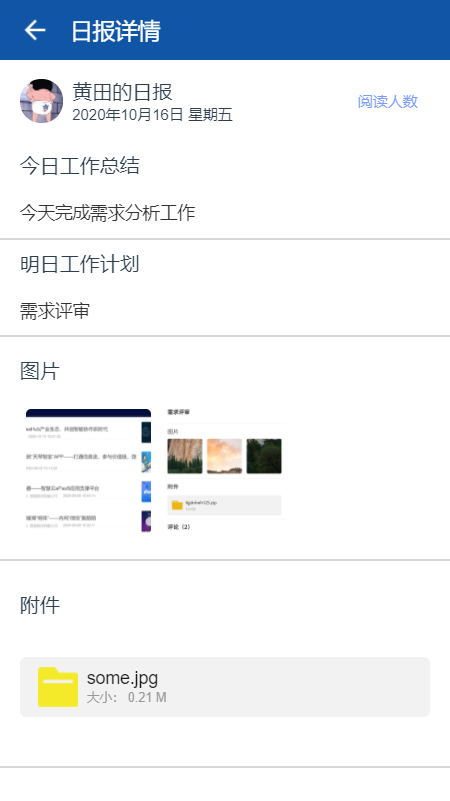 日报详情
黄田的日报
2020年10月16日 星期五
阅读人数
今日工作总结
今天完成需求分析工作
明日工作计划
需求评审
图片
需求评审
图片
附件
评论（2）
附件
some.jpg
大小： 0.21 M